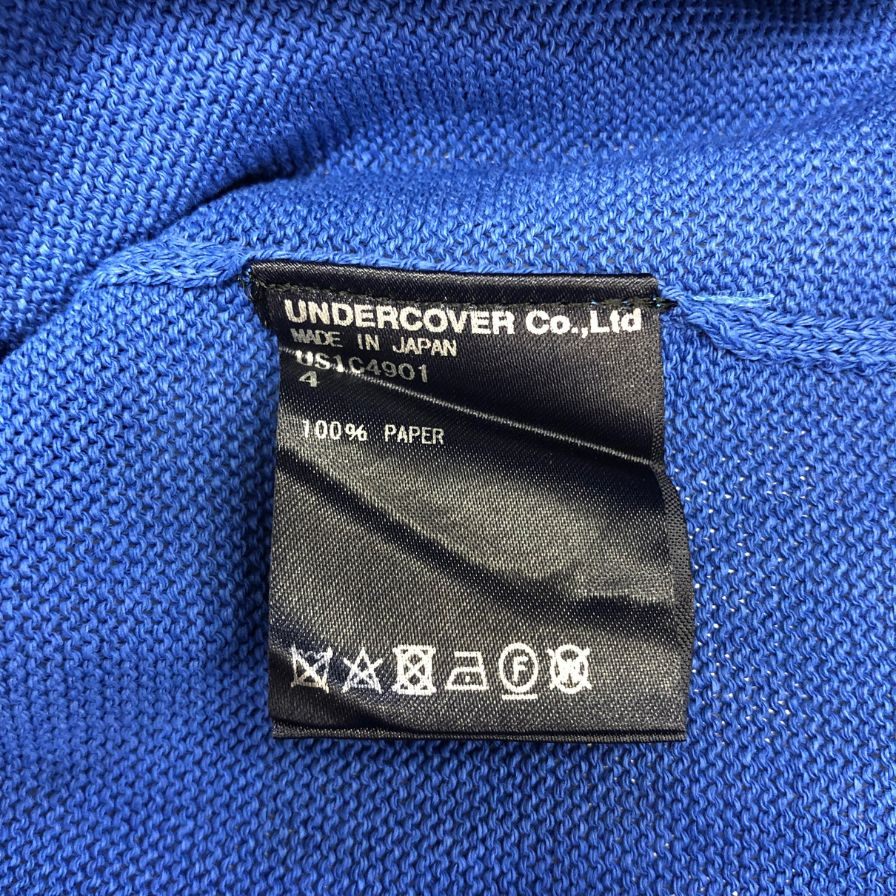 UNDERCOVER Co.,Ltd
MADE IN JAPAN
US1C4901
4
100% PAPER
F
W